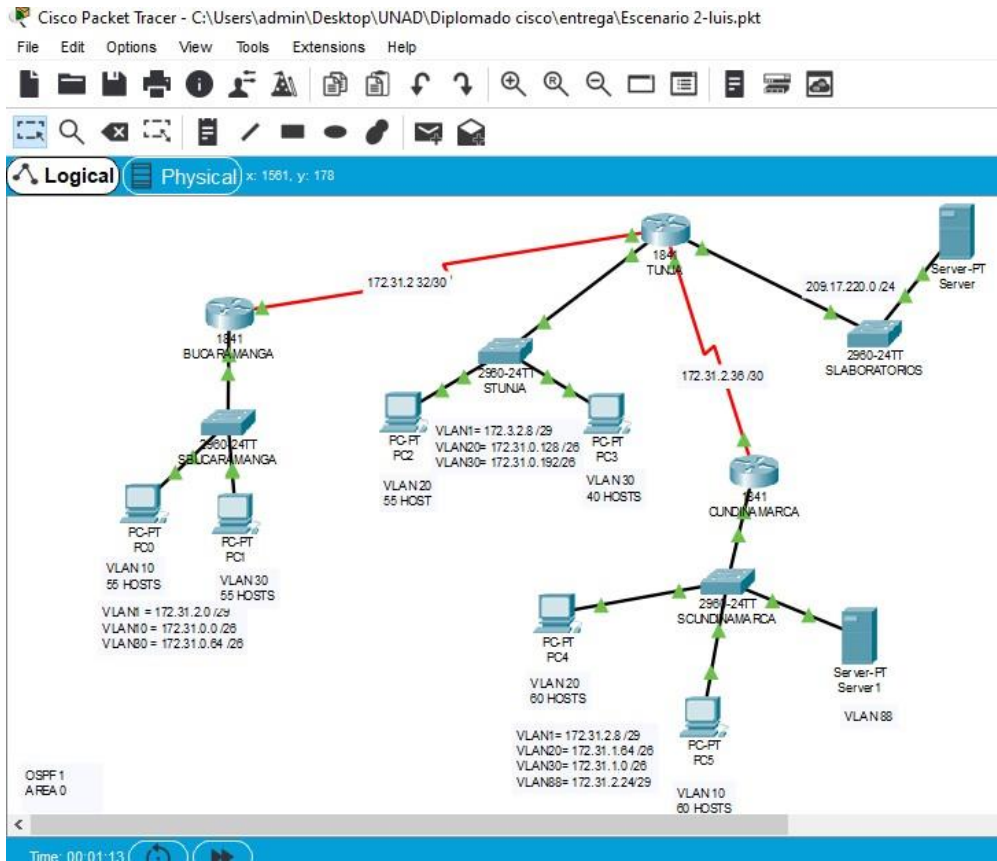 Cisco Packet Tracer - C:\Users\admin\Desktop\UNAD\Diplomado cisco\entrega\Escenario 2-luis.pkt
File Edit Options View Tools Extensions Help
Logical Physical x: 1561, y: 178
1841
TUNJA
Server-PT
Server
172.31.2 32/30
209.17.220.0 /24
1841
BUCARAMANGA
2960-24TT
STUNJA
2960-24TT
SLABORATORIOS
172.31.2.36 /30
PC-PT
PC2
VLAN1= 172.3.2.8 /29
VLAN20= 172.31.0.128 /26
VLAN30= 172.31.0.192/26
PC-PT
PC3
2960-24TT
SBUCARAMANGA
VLAN 20
55 HOST
VLAN 30
40 HOSTS
1841
CUNDINAMARCA
PC-PT
PC0
PC-PT
PC1
VLAN 10
55 HOSTS
VLAN 30
55 HOSTS
VLAN1 = 172.31.2.0 /29
VLAN10 = 172.31.0.0 /26
VLAN30 = 172.31.0.64 /26
2960-24TT
SCUNDINAMARCA
PC-PT
PC4
Server-PT
Server1
VLAN 20
60 HOSTS
VLAN 88
VLAN1= 172.31.2.8 /29
VLAN20= 172.31.1.64 /26
VLAN30= 172.31.1.0 /26
VLAN88= 172.31.2.24/29
PC-PT
PC5
VLAN 10
60 HOSTS
OSPF 1
AREA 0
Time: 00:01:13